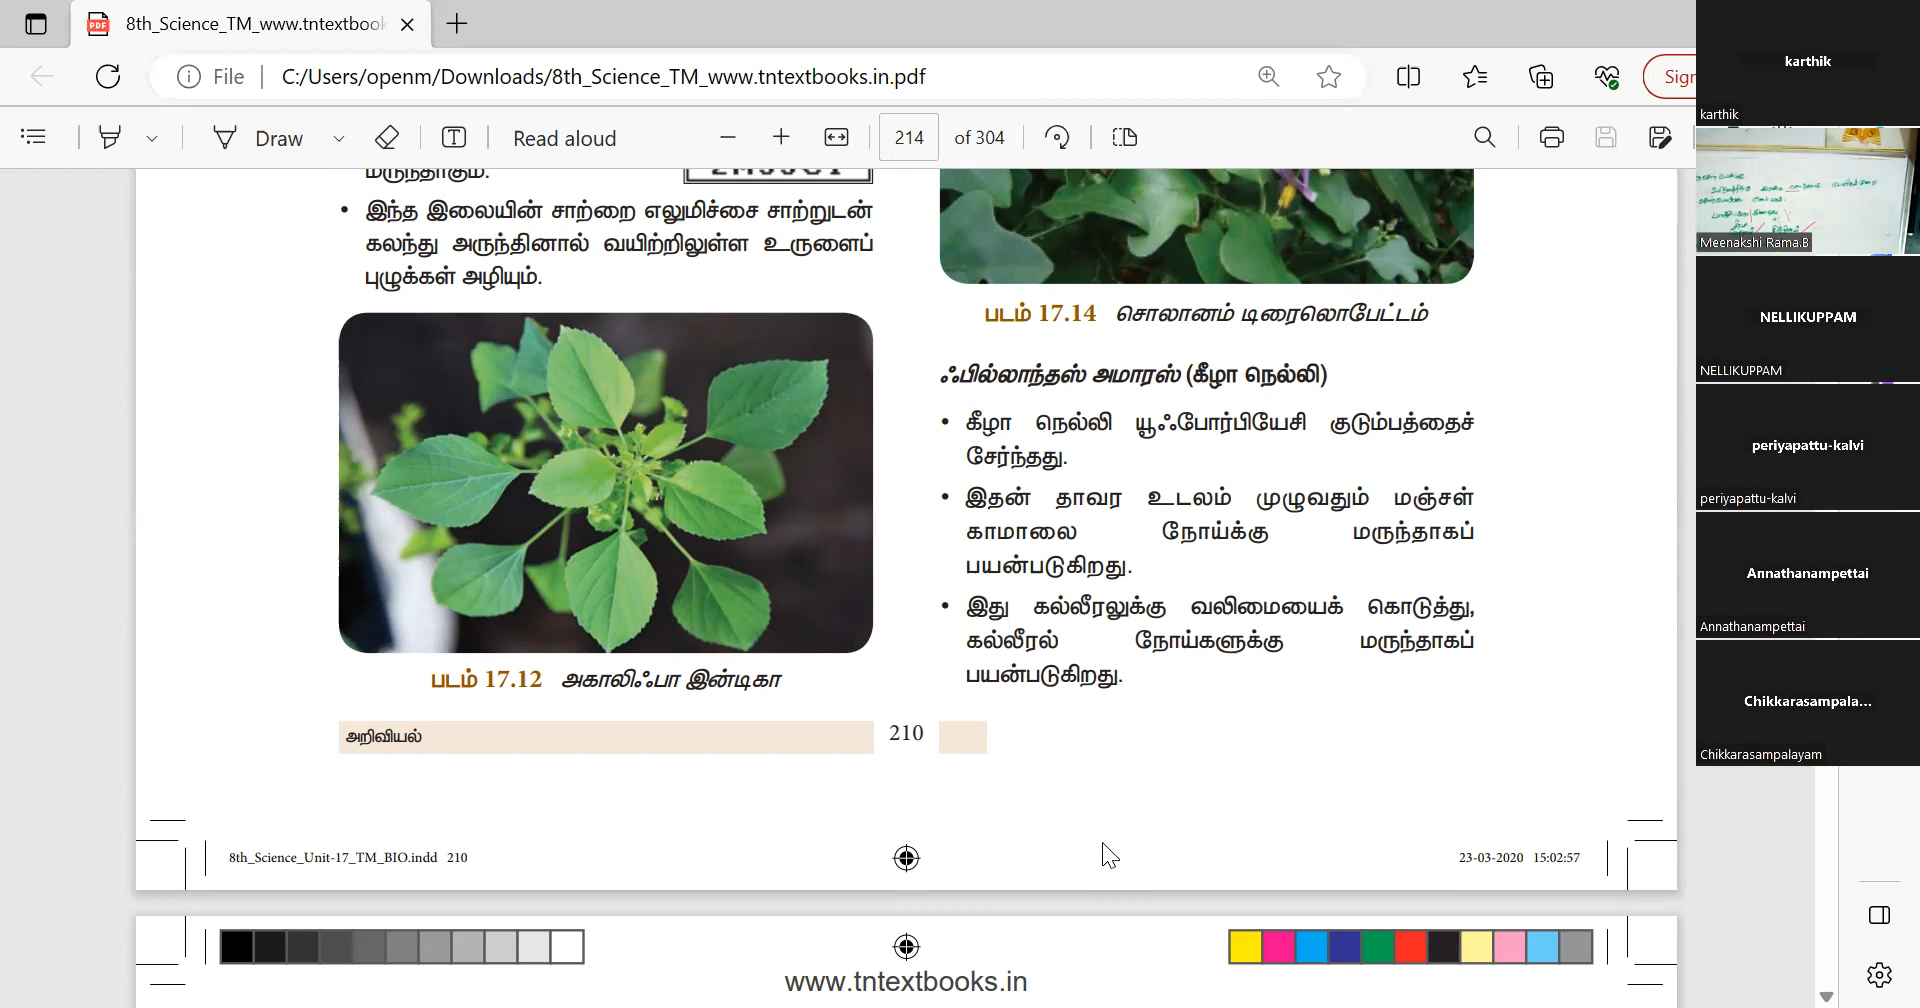 8th_Science_TM_www.tntextbook
File
C:/Users/openm/Downloads/8th_Science_TM_www.tntextbooks.in.pdf
Sigr
Draw
Read aloud
214 of 304
மருந்தாகும்.
• இந்த இலையின் சாற்றை எலுமிச்சை சாற்றுடன்
கலந்து அருந்தினால் வயிற்றிலுள்ள உருளைப்
புழுக்கள் அழியும்.
படம் 17.12 அகாலிஃபா இன்டிகா
படம் 17.14 சொலானம் டிரைலொபேட்டம்
ஃபில்லாந்தஸ் அமாரஸ் (கீழா நெல்லி)
• கீழா நெல்லி யூஃபோர்பியேசி குடும்பத்தைச்
சேர்ந்தது.
• இதன் தாவர உடலம் முழுவதும் மஞ்சள்
காமாலை நோய்க்கு மருந்தாகப்
பயன்படுகிறது.
• இது கல்லீரலுக்கு வலிமையைக் கொடுத்து,
கல்லீரல் நோய்களுக்கு மருந்தாகப்
பயன்படுகிறது.
அறிவியல்
210
8th_Science_Unit-17_TM_BIO.indd 210
23-03-2020 15:02:57
www.tntextbooks.in
karthik
karthik
Meenakshi Rama.B
NELLIKUPPAM
NELLIKUPPAM
periyapattu-kalvi
periyapattu-kalvi
Annathanampettai
Annathanampettai
Chikkarasampala...
Chikkarasampalayam